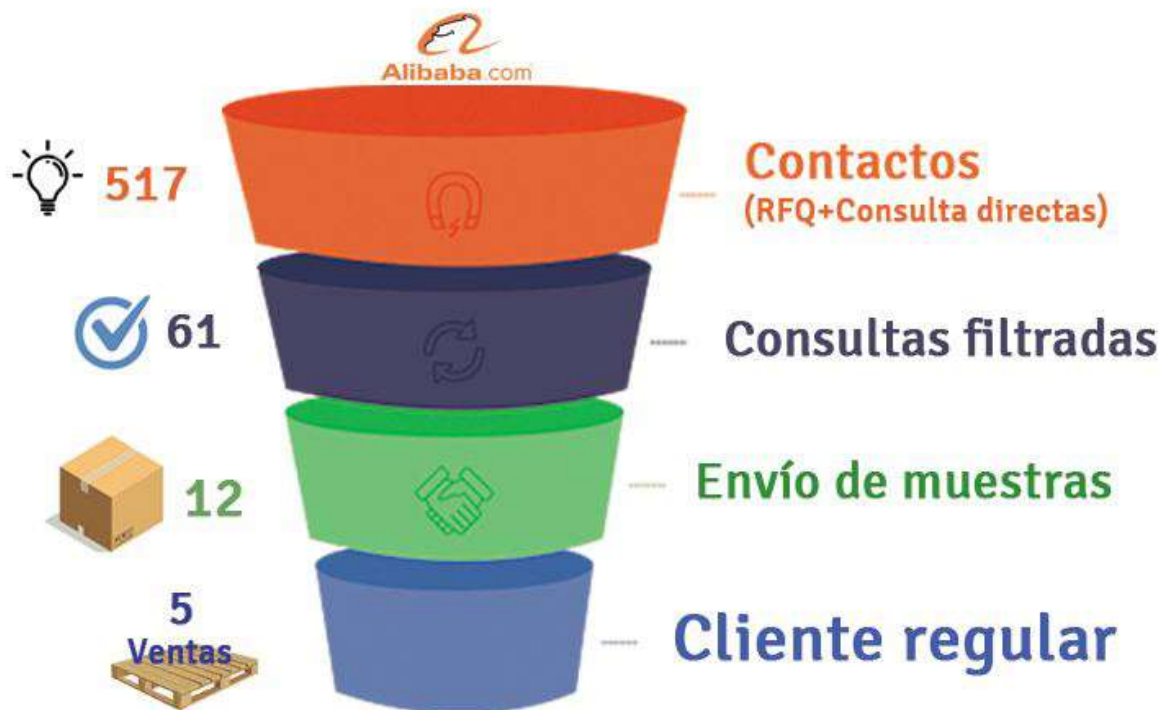 Alibaba.com
517
Contactos
(RFQ+Consulta directas)
61
Consultas filtradas
12
Envío de muestras
5
Ventas
Cliente regular